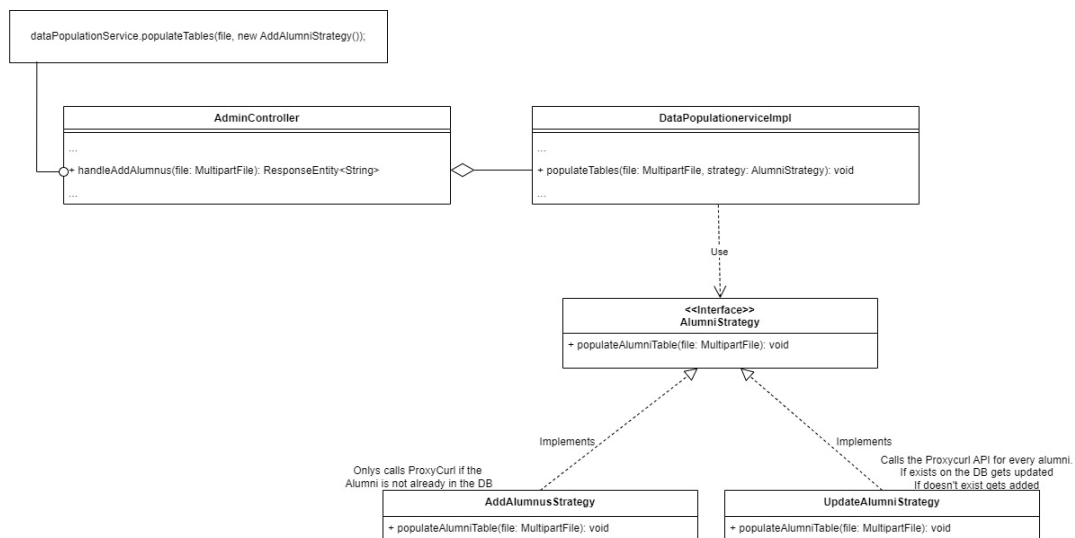 dataPopulationService.populateTables(file, new AddAlumniStrategy());
AdminController
...
+ handleAddAlumnus(file: MultipartFile): ResponseEntity<String>
...
DataPopulationerviceImpl
...
+ populateTables(file: MultipartFile, strategy: AlumniStrategy): void
...
Use
<<Interface>>
AlumniStrategy
+ populateAlumniTable(file: MultipartFile): void
Implements
Implements
Onlys calls ProxyCurl if the
Alumni is not already in the DB
Calls the Proxycurl API for every alumni.
If exists on the DB gets updated
If doesn't exist gets added
AddAlumnusStrategy
+ populateAlumniTable(file: MultipartFile): void
UpdateAlumniStrategy
+ populateAlumniTable(file: MultipartFile): void